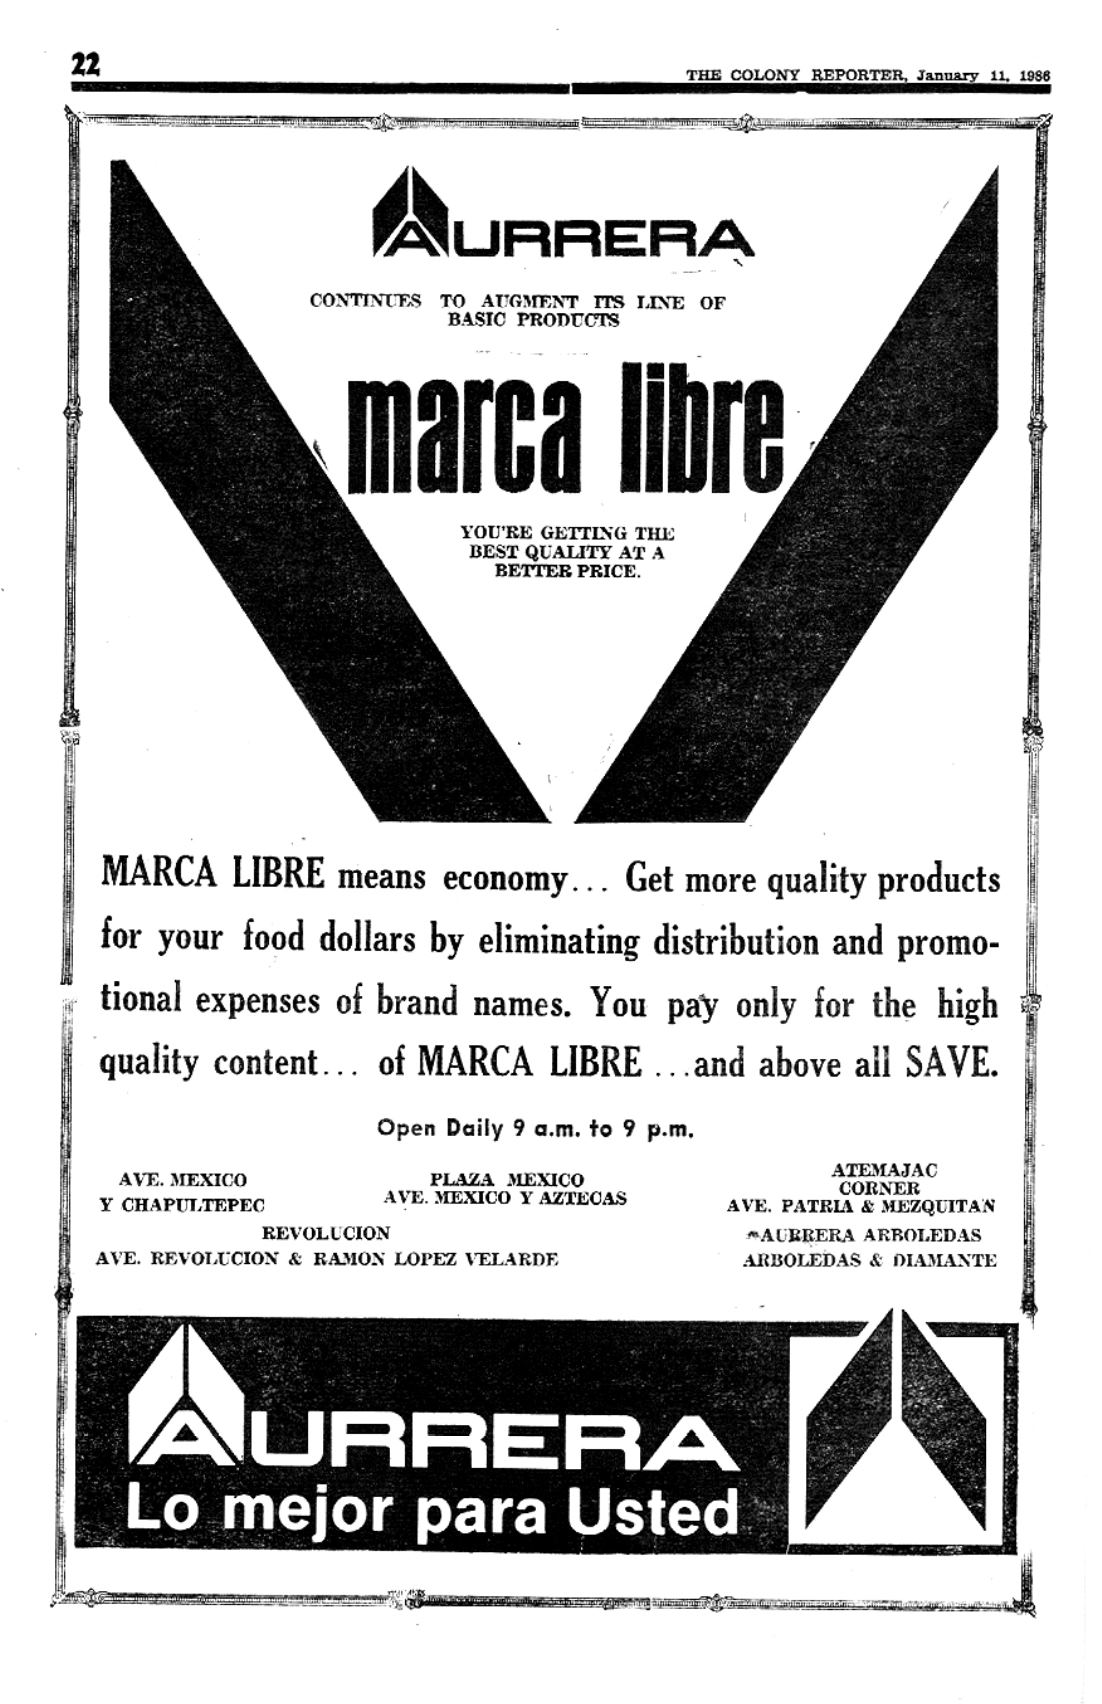 22
THE COLONY REPORTER, January 11, 1986
AURRERA
CONTINUES TO AUGMENT ITS LINE OF
BASIC PRODUCTS
marca libre
YOU'RE GETTING THE
BEST QUALITY AT A
BETTER PRICE.
MARCA LIBRE means economy... Get more quality products
for your food dollars by eliminating distribution and promo-
tional expenses of brand names. You pay only for the high
quality content... of MARCA LIBRE ...and above all SAVE.
Open Daily 9 a.m. to 9 p.m.
AVE. MEXICO
Y CHAPULTEPEC
PLAZA MEXICO
AVE. MEXICO Y AZTECAS
ATEMAJAC
CORNER
AVE. PATRIA & MEZQUITAN
REVOLUCION
AVE. REVOLUCION & RAMON LOPEZ VELARDE
AURRERA ARBOLEDAS
ARBOLEDAS & DIAMANTE
AURRERA
Lo mejor para Usted